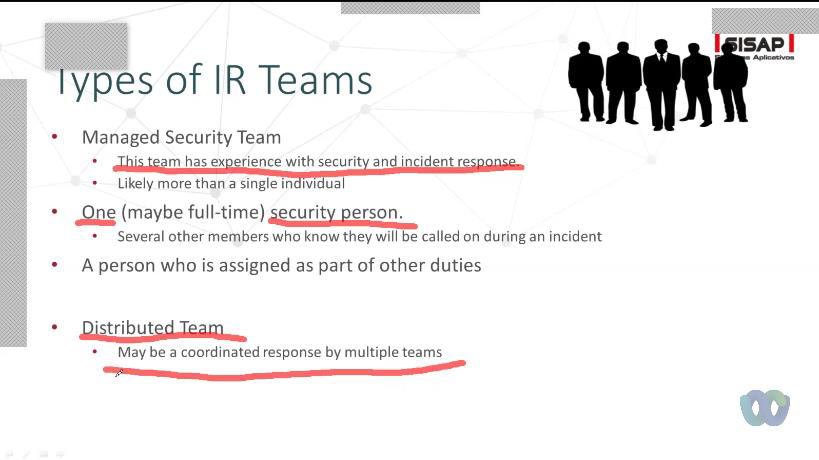 SISAP
Aplicativos
Types of IR Teams
Managed Security Team
This team has experience with security and incident response.
Likely more than a single individual
One (maybe full-time) security person.
Several other members who know they will be called on during an incident
A person who is assigned as part of other duties
Distributed Team
May be a coordinated response by multiple teams